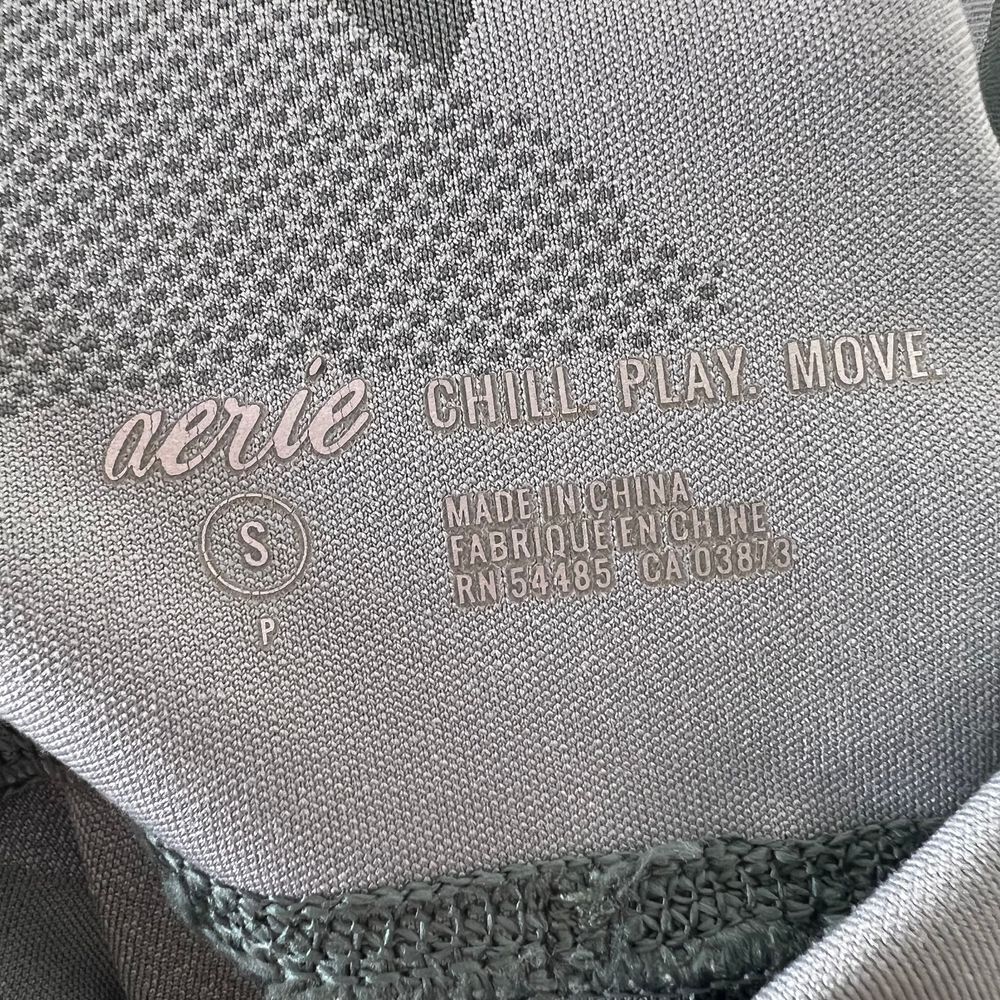 aerie CHILL. PLAY. MOVE.
S
P
MADE IN CHINA
FABRIQUÉ EN CHINE
RN 54485 CA 03873